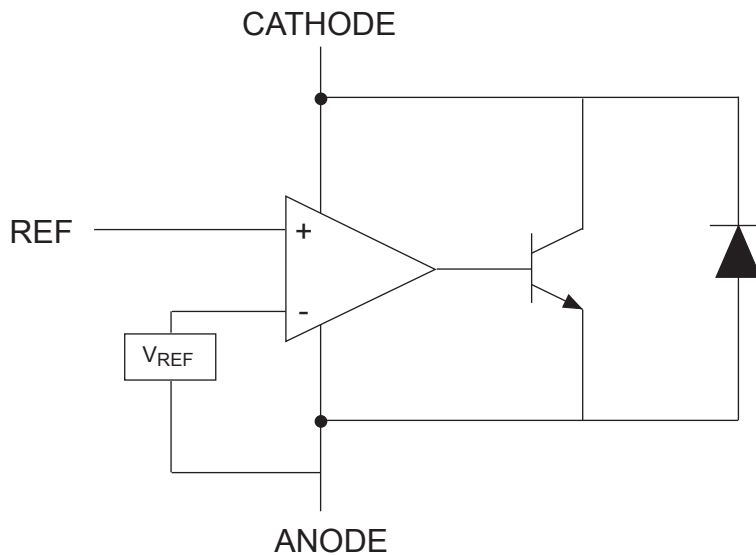 CATHODE
REF
+
-
VREF
ANODE